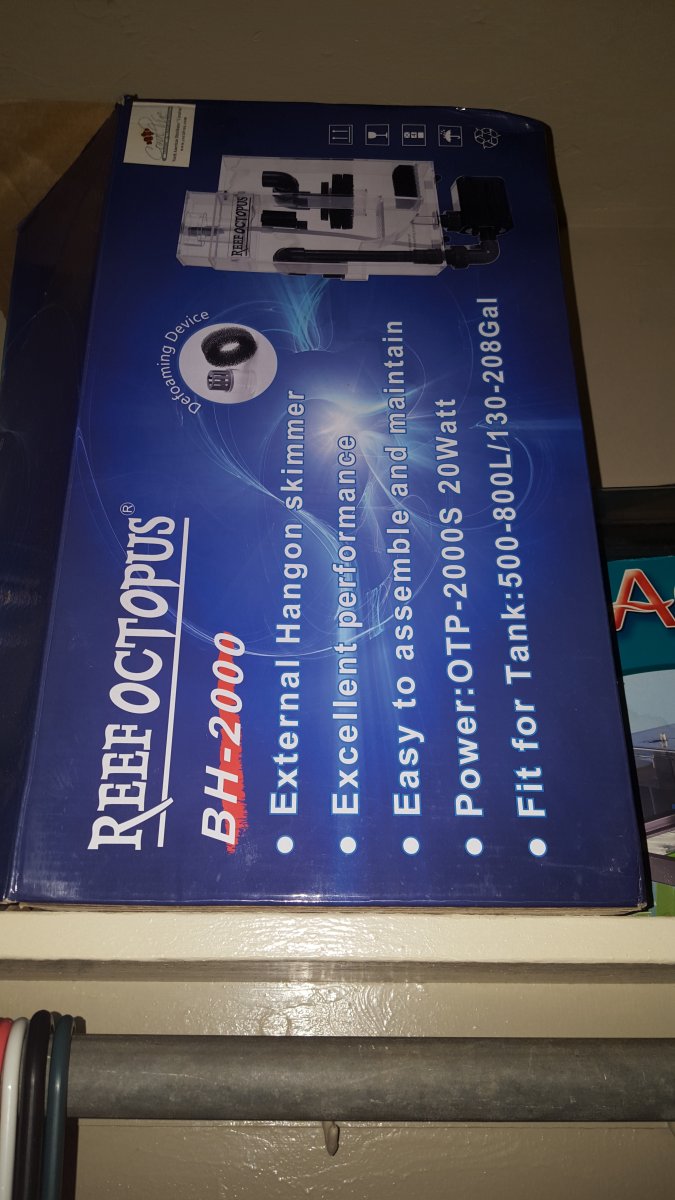 REEF OCTOPUS®
BH-2000
• External Hangon skimmer
• Excellent performance
• Easy to assemble and maintain
• Power:OTP-2000S 20Watt
• Fit for Tank:500-800L/130-208Gal
Defoaming Device
REEF OCTOPUS
A